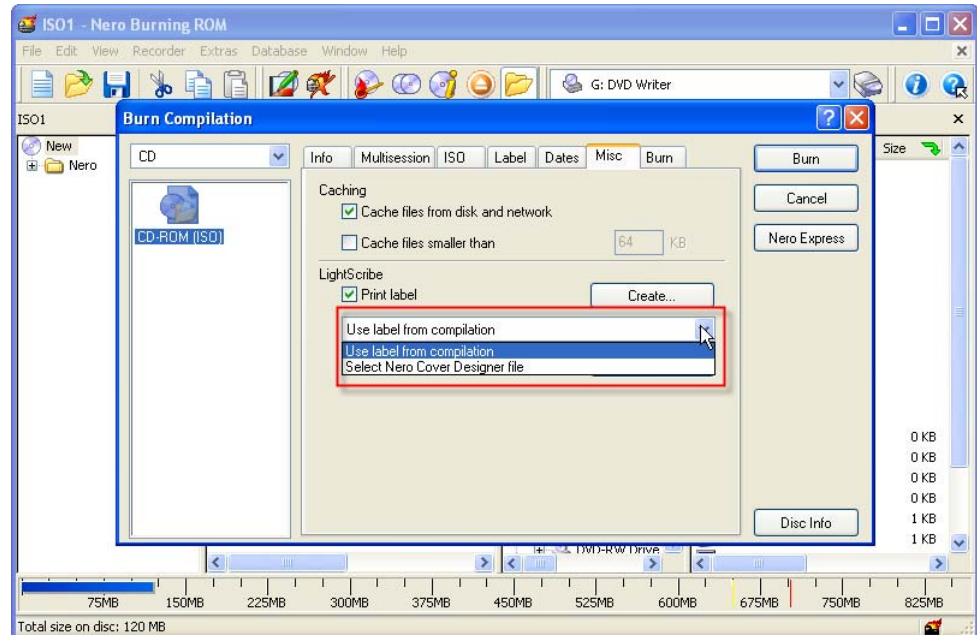 ISO1 - Nero Burning ROM
File Edit View Recorder Extras Database Window Help
G: DVD Writer
ISO1
Burn Compilation
New
Nero
CD
CD-ROM (ISO)
Info Multisession ISO Label Dates Misc Burn
Caching
Cache files from disk and network
Cache files smaller than 64 KB
LightScribe
Print label
Create...
Use label from compilation
Use label from compilation
Select Nero Cover Designer file
Burn
Cancel
Nero Express
Disc Info
Size
0 KB
0 KB
0 KB
0 KB
1 KB
1 KB
DVD-RW Drive
75MB 150MB 225MB 300MB 375MB 450MB 525MB 600MB 675MB 750MB 825MB
Total size on disc: 120 MB